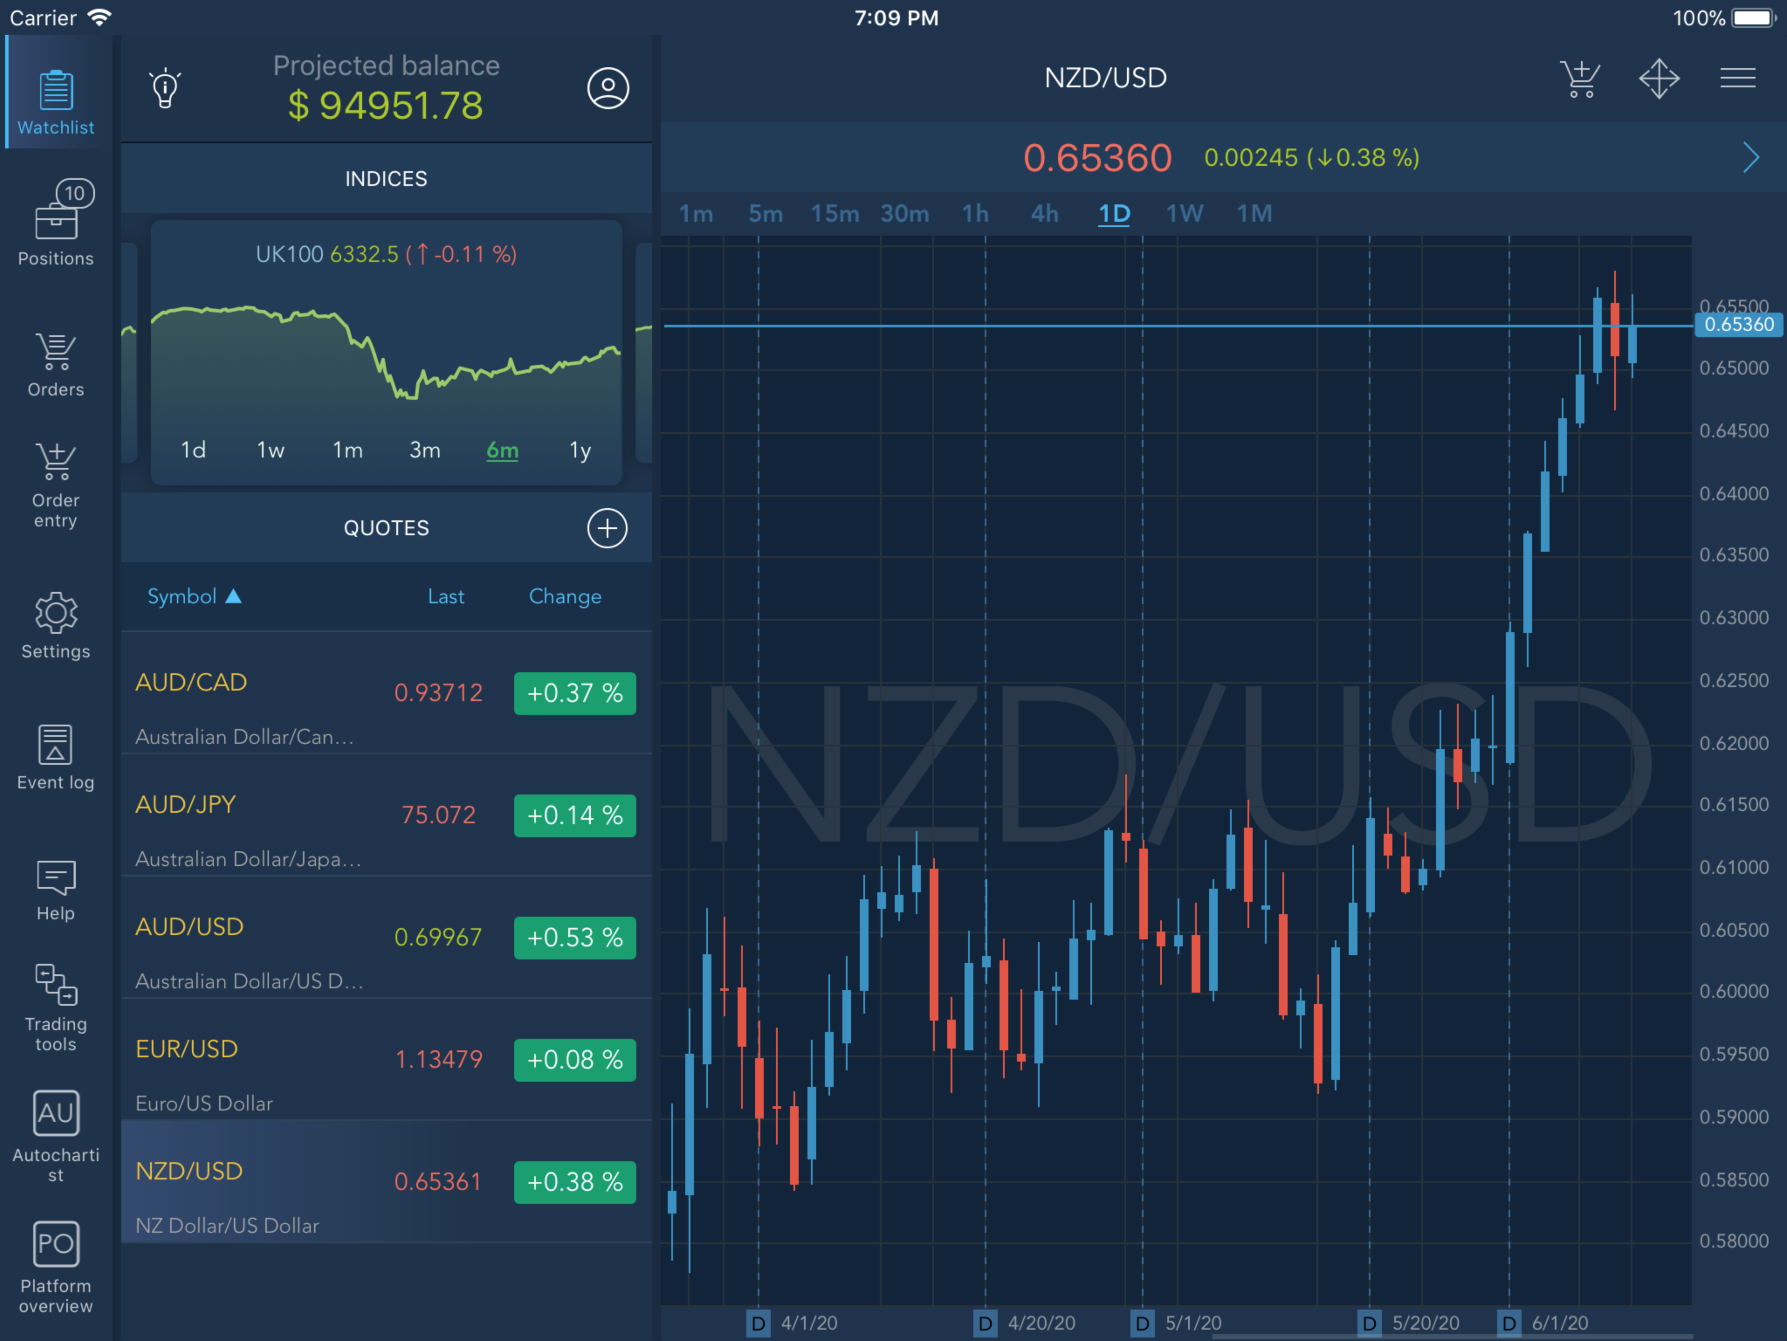 Carrier
7:09 PM
100%
Watchlist
10
Positions
Orders
Order
entry
Settings
Event log
Help
Trading
tools
AU
Autocharti
st
PO
Platform
overview
Projected balance
$ 94951.78
INDICES
UK100 6332.5 (↑ -0.11 %)
1d 1w 1m 3m 6m 1y
QUOTES
Symbol ▲ Last Change
AUD/CAD 0.93712 +0.37 %
Australian Dollar/Can...
AUD/JPY 75.072 +0.14 %
Australian Dollar/Japa...
AUD/USD 0.69967 +0.53 %
Australian Dollar/US D...
EUR/USD 1.13479 +0.08 %
Euro/US Dollar
NZD/USD 0.65361 +0.38 %
NZ Dollar/US Dollar
NZD/USD
0.65360 0.00245 (↓0.38 %)
1m 5m 15m 30m 1h 4h 1D 1W 1M
NZD/USD
0.65500
0.65360
0.65000
0.64500
0.64000
0.63500
0.63000
0.62500
0.62000
0.61500
0.61000
0.60500
0.60000
0.59500
0.59000
0.58500
0.58000
D 4/1/20 D 4/20/20 D 5/1/20 D 5/20/20 D 6/1/20